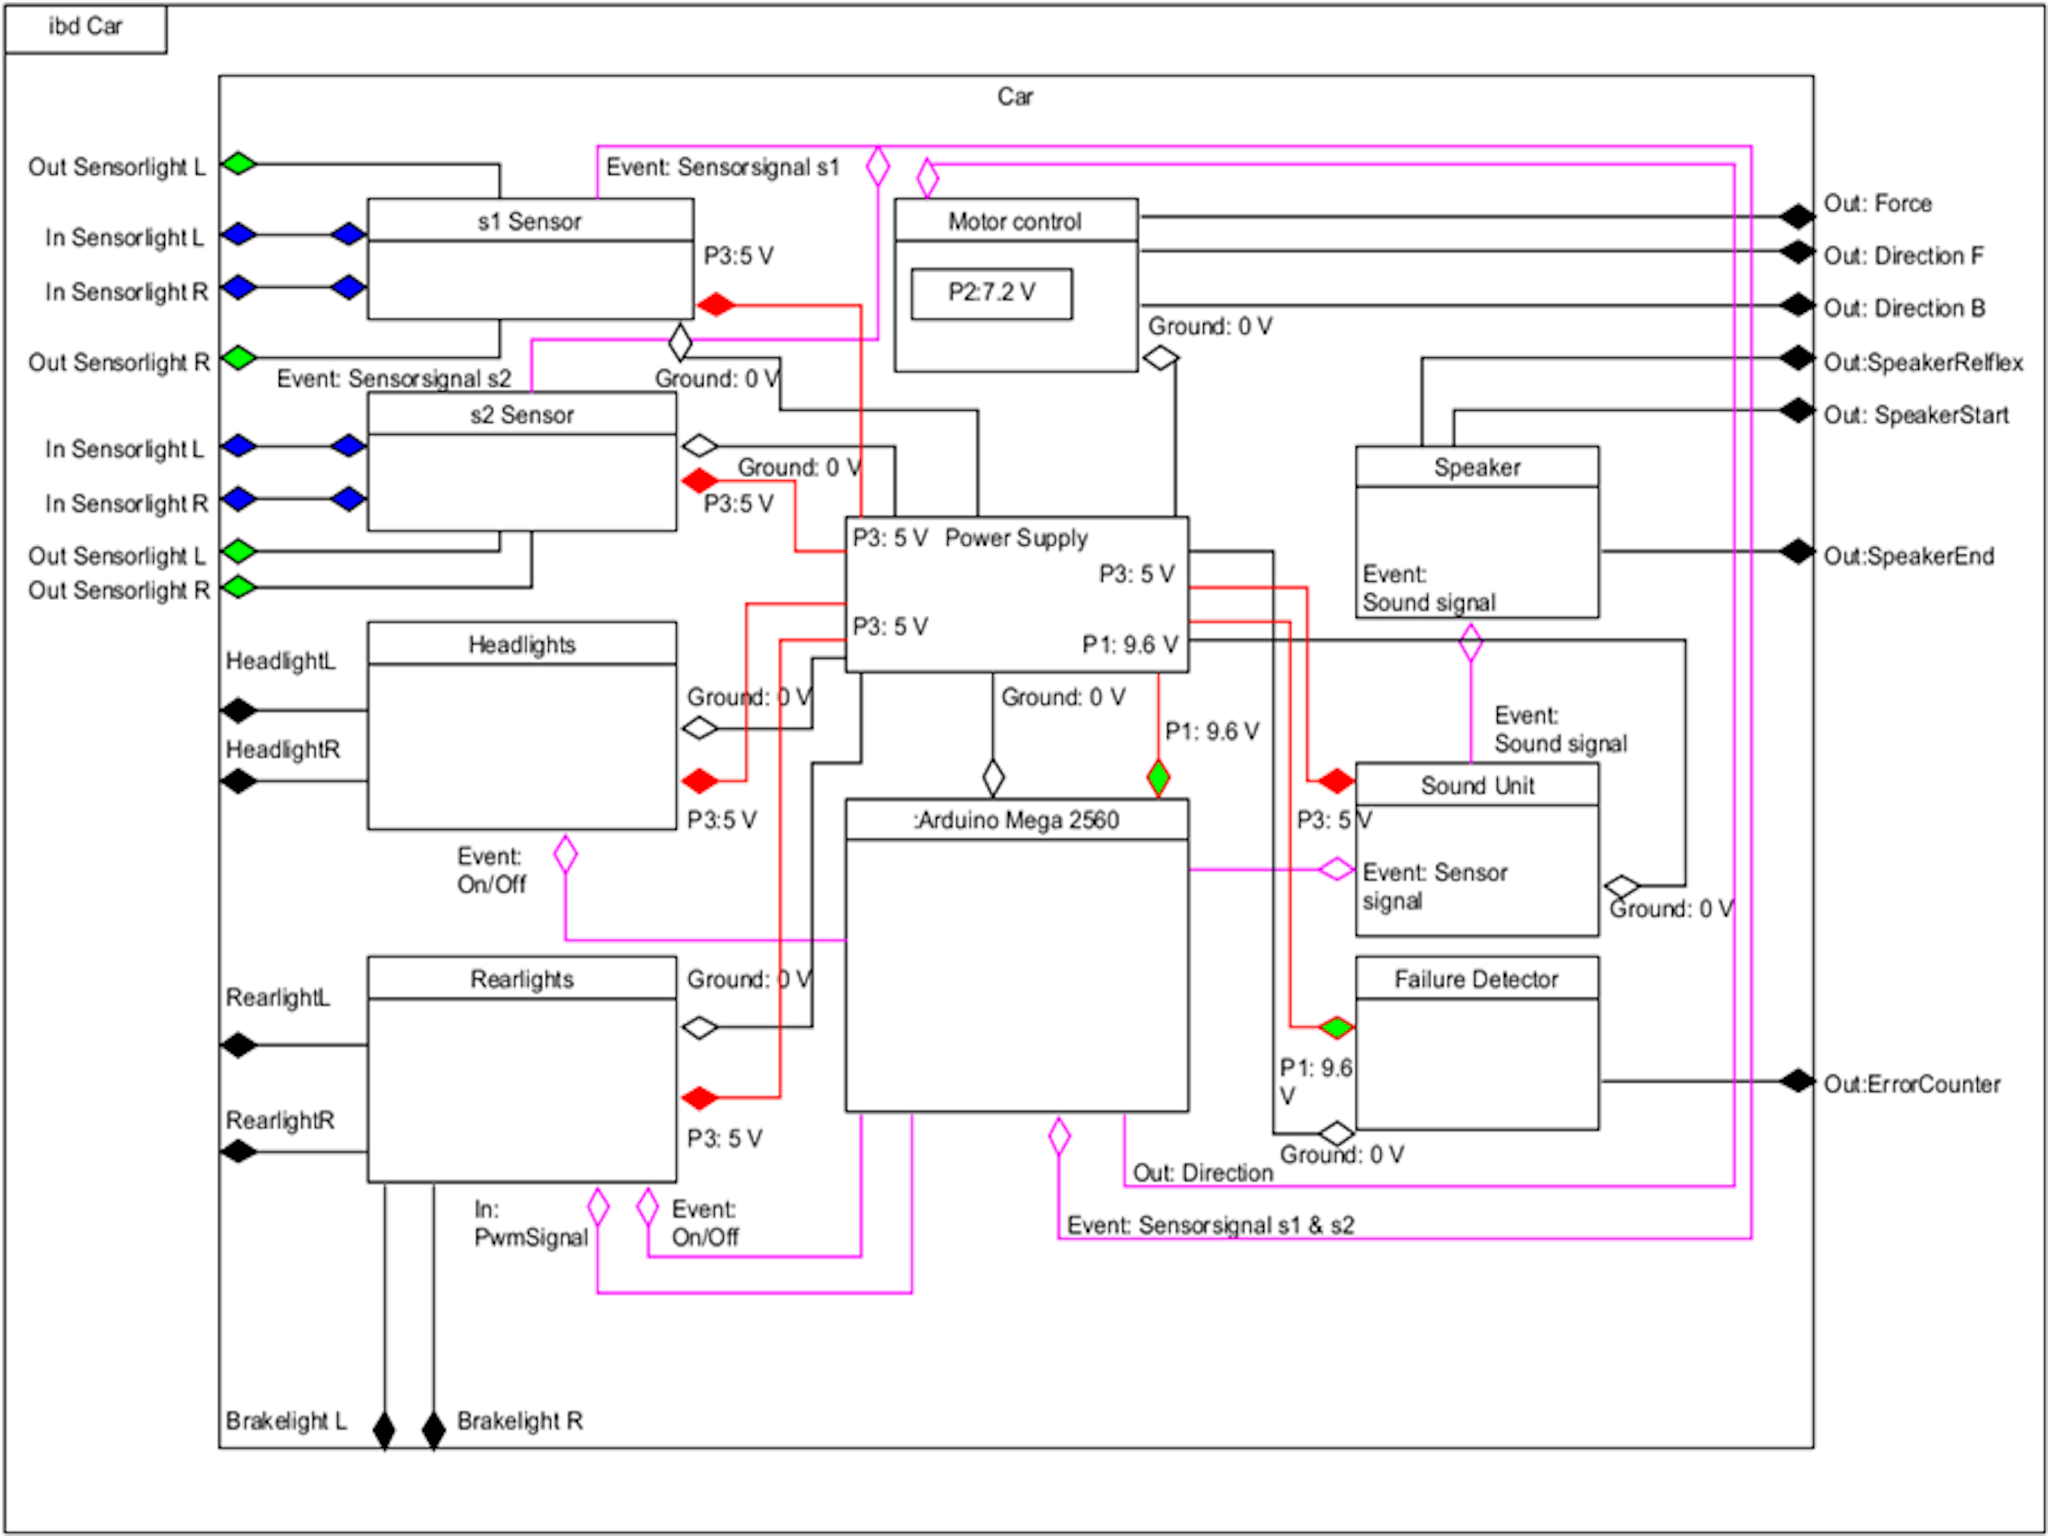 ibd Car
Car
Out Sensorlight L
Event: Sensorsignal s1
In Sensorlight L
s1 Sensor
Motor control
Out: Force
P3:5 V
Out: Direction F
In Sensorlight R
P2:7.2 V
Out: Direction B
Ground: 0 V
Out Sensorlight R
Event: Sensorsignal s2
Ground: 0 V
Out:SpeakerRelflex
s2 Sensor
Out: SpeakerStart
In Sensorlight L
Ground: 0 V
Speaker
In Sensorlight R
P3:5 V
P3: 5 V
Power Supply
Out Sensorlight L
P3: 5 V
Event:
Sound signal
Out:SpeakerEnd
Out Sensorlight R
P3: 5 V
P1: 9.6 V
HeadlightL
Headlights
Ground: 0 V
Ground: 0 V
P1: 9.6 V
Event:
Sound signal
HeadlightR
Sound Unit
P3:5 V
:Arduino Mega 2560
P3: 5 V
Event:
On/Off
Event: Sensor
signal
Ground: 0 V
RearlightL
Rearlights
Ground: 0 V
Failure Detector
P1: 9.6
V
Out:ErrorCounter
RearlightR
P3: 5 V
Ground: 0 V
Out: Direction
In:
PwmSignal
Event:
On/Off
Event: Sensorsignal s1 & s2
Brakelight L
Brakelight R